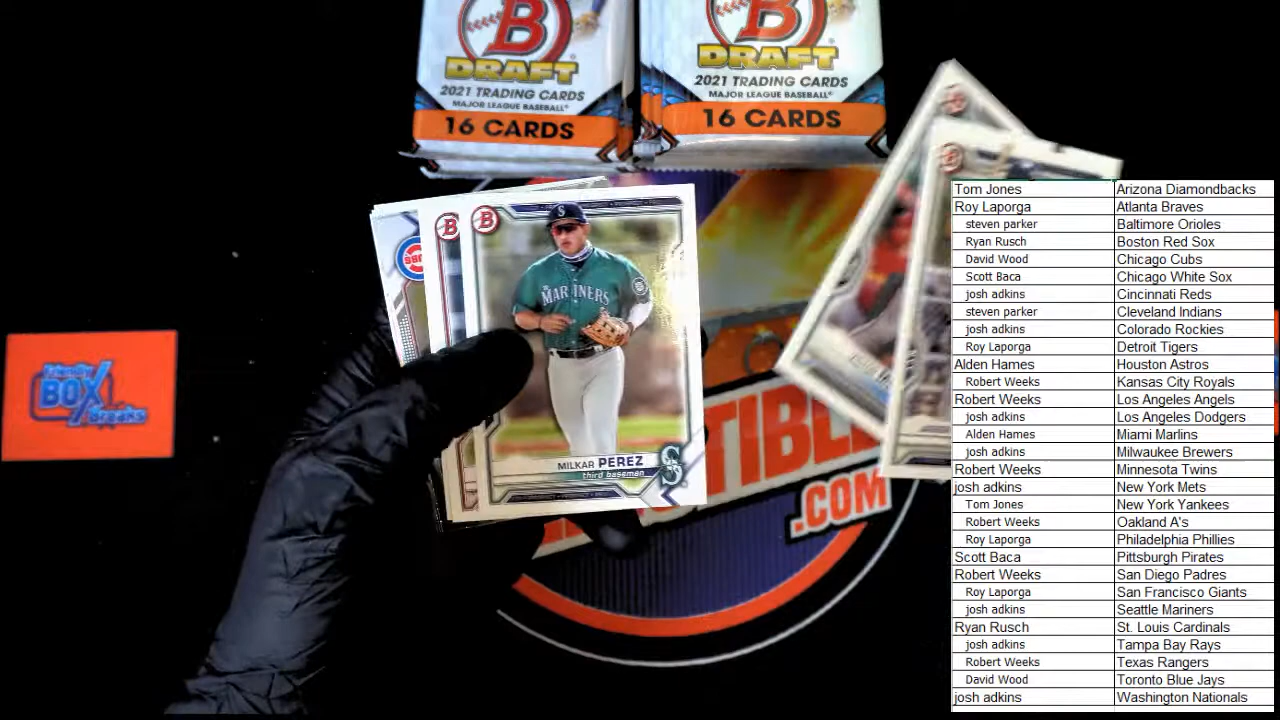 B
DRAFT
2021 TRADING CARDS
MAJOR LEAGUE BASEBALL
16 CARDS
B
DRAFT
2021 TRADING CARDS
MAJOR LEAGUE BASEBALL®
16 CARDS
B
B
S
MARINERS
MILKAR PEREZ
third baseman
BOX
Breaks
TIBL
.COM
Tom Jones Arizona Diamondbacks
Roy Laporga Atlanta Braves
steven parker Baltimore Orioles
Ryan Rusch Boston Red Sox
David Wood Chicago Cubs
Scott Baca Chicago White Sox
josh adkins Cincinnati Reds
steven parker Cleveland Indians
josh adkins Colorado Rockies
Roy Laporga Detroit Tigers
Alden Hames Houston Astros
Robert Weeks Kansas City Royals
Robert Weeks Los Angeles Angels
josh adkins Los Angeles Dodgers
Alden Hames Miami Marlins
josh adkins Milwaukee Brewers
Robert Weeks Minnesota Twins
josh adkins New York Mets
Tom Jones New York Yankees
Robert Weeks Oakland A's
Roy Laporga Philadelphia Phillies
Scott Baca Pittsburgh Pirates
Robert Weeks San Diego Padres
Roy Laporga San Francisco Giants
josh adkins Seattle Mariners
Ryan Rusch St. Louis Cardinals
josh adkins Tampa Bay Rays
Robert Weeks Texas Rangers
David Wood Toronto Blue Jays
josh adkins Washington Nationals